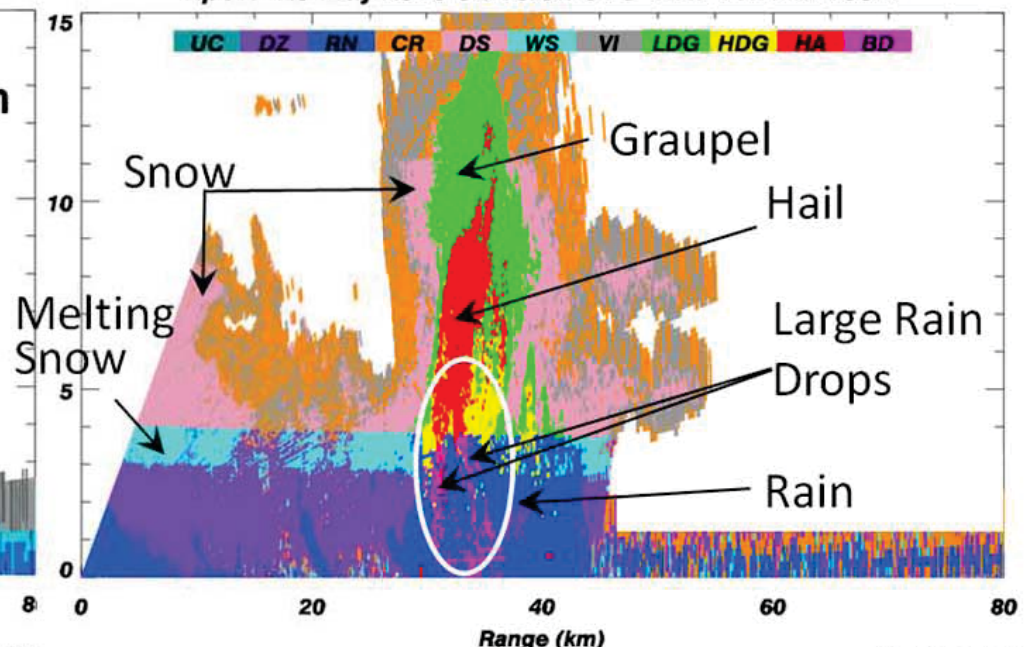 15
UC DZ RN CR DS WS VI LDG HDG HA BD
n
Graupel
Snow
10
Hail
Melting
Snow
Large Rain
Drops
5
Rain
0
8 0 20 40 60 80
Range (km)